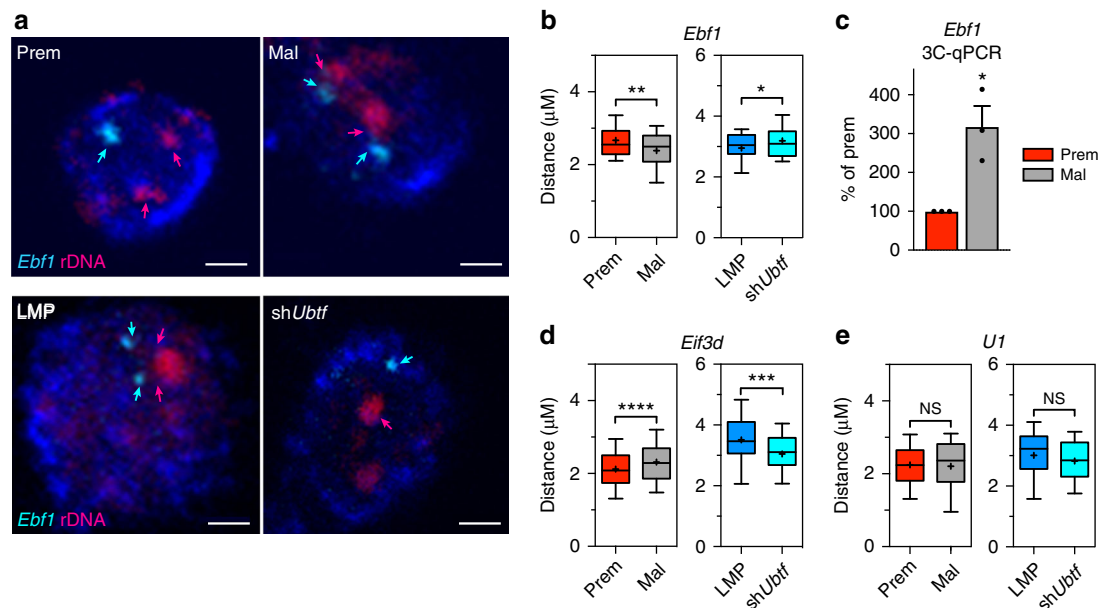 a
Prem
Mal
Ebf1 rDNA
LMP
shUbtf
Ebf1 rDNA
b
Ebf1
Distance (μM)
6
4
2
0
**
Prem
Mal
6
4
2
0
*
LMP
shUbtf
c
Ebf1
3C-qPCR
% of prem
400
300
200
100
0
*
Prem
Mal
d
Eif3d
Distance (μM)
6
4
2
0
****
Prem
Mal
6
4
2
0
***
LMP
shUbtf
e
U1
Distance (μM)
6
4
2
0
NS
Prem
Mal
6
4
2
0
NS
LMP
shUbtf